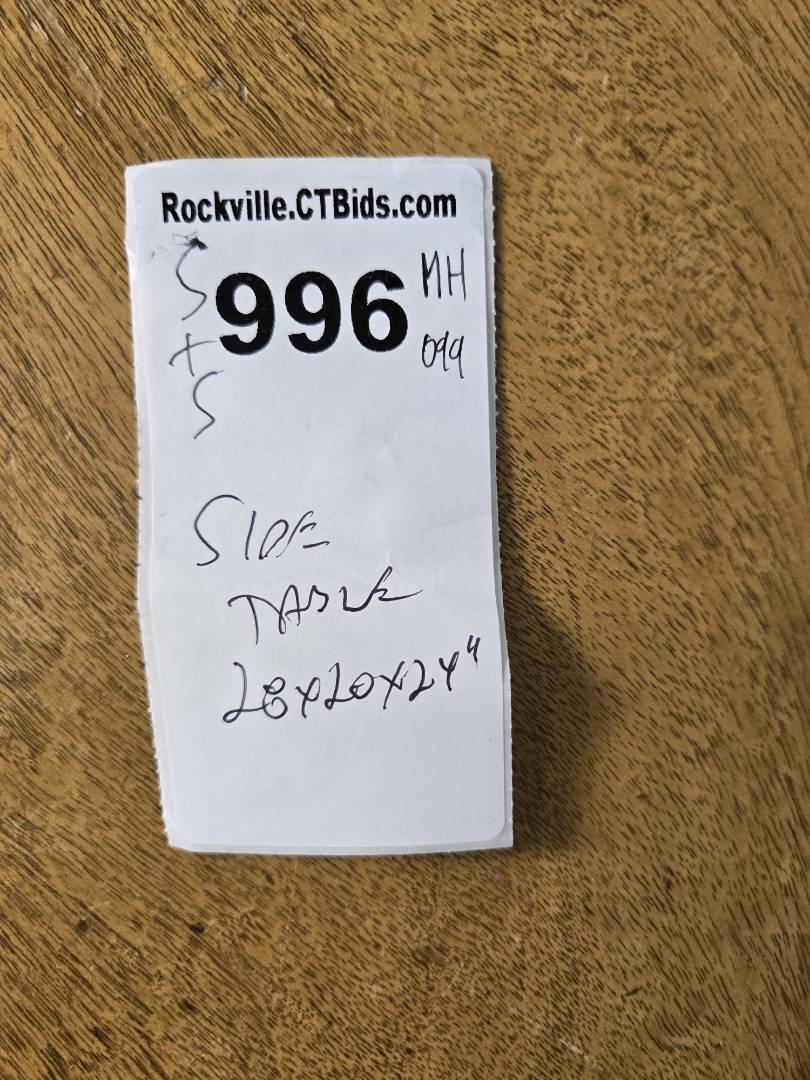 Rockville.CTBids.com
S
+
S
996
MH
099
SIDE
TABLE
28x20x24"